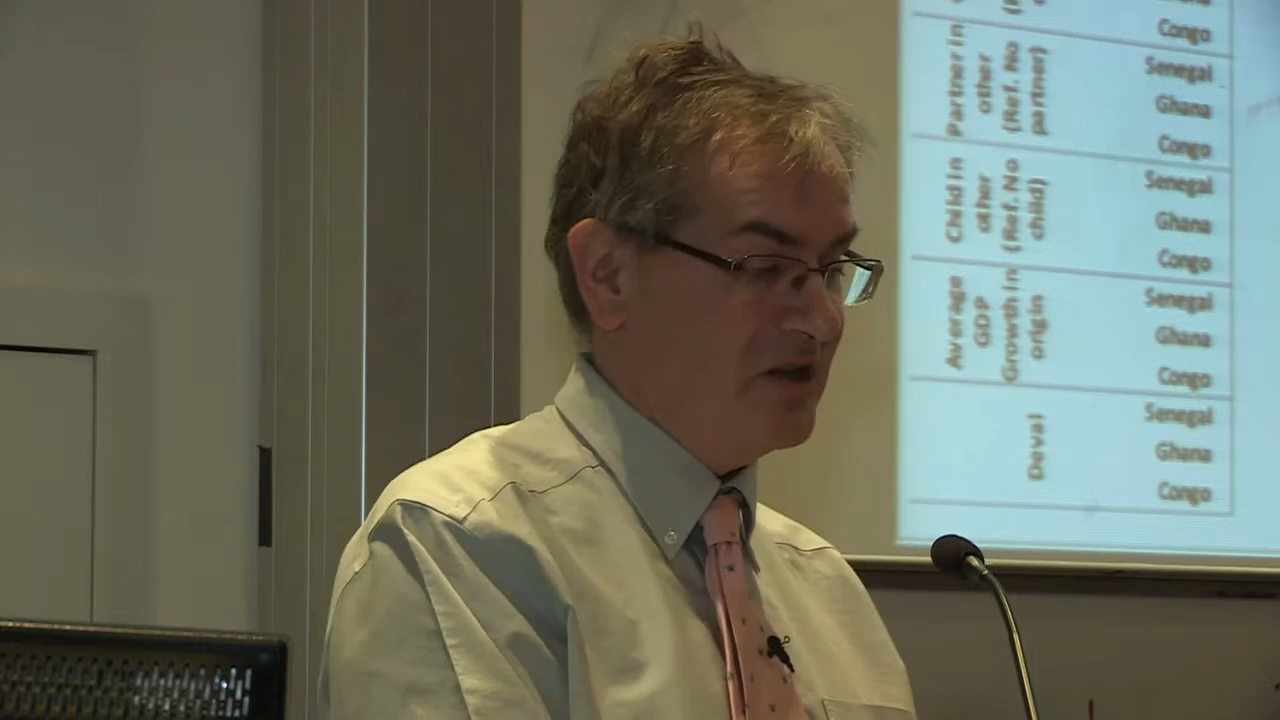 Congo
Partner in
other
(Ref. No
partner)
Senegal
Ghana
Congo
Child in
other
(Ref. No
child)
Senegal
Ghana
Congo
Average
GDP
Growth in
origin
Senegal
Ghana
Congo
Deval
Senegal
Ghana
Congo